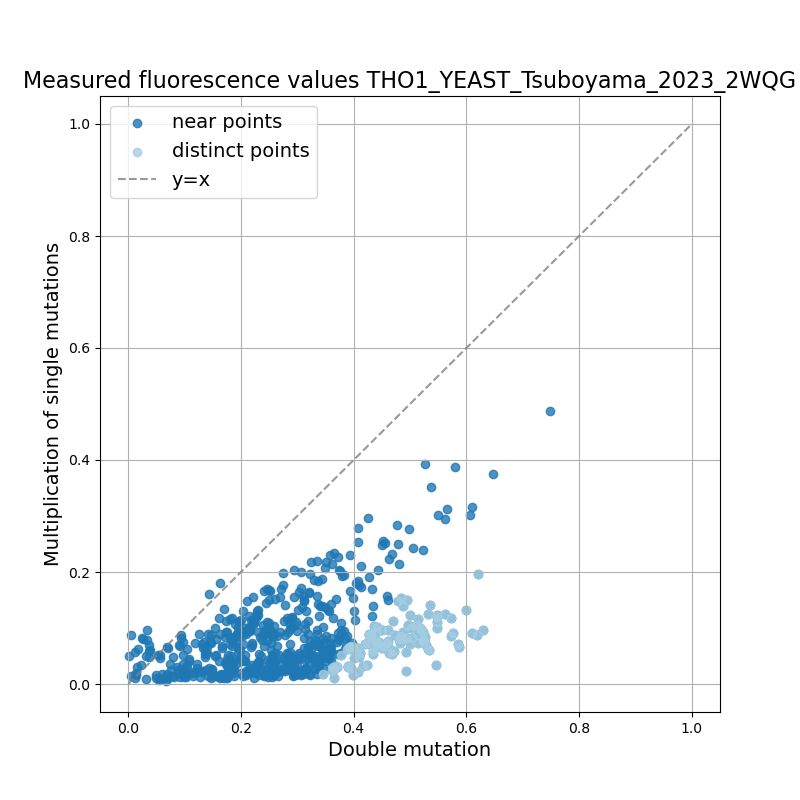 Measured fluorescence values THO1_YEAST_Tsuboyama_2023_2WQG
near points
distinct points
y=x
1.0
0.8
0.6
0.4
0.2
0.0
Multiplication of single mutations
0.0 0.2 0.4 0.6 0.8 1.0
Double mutation